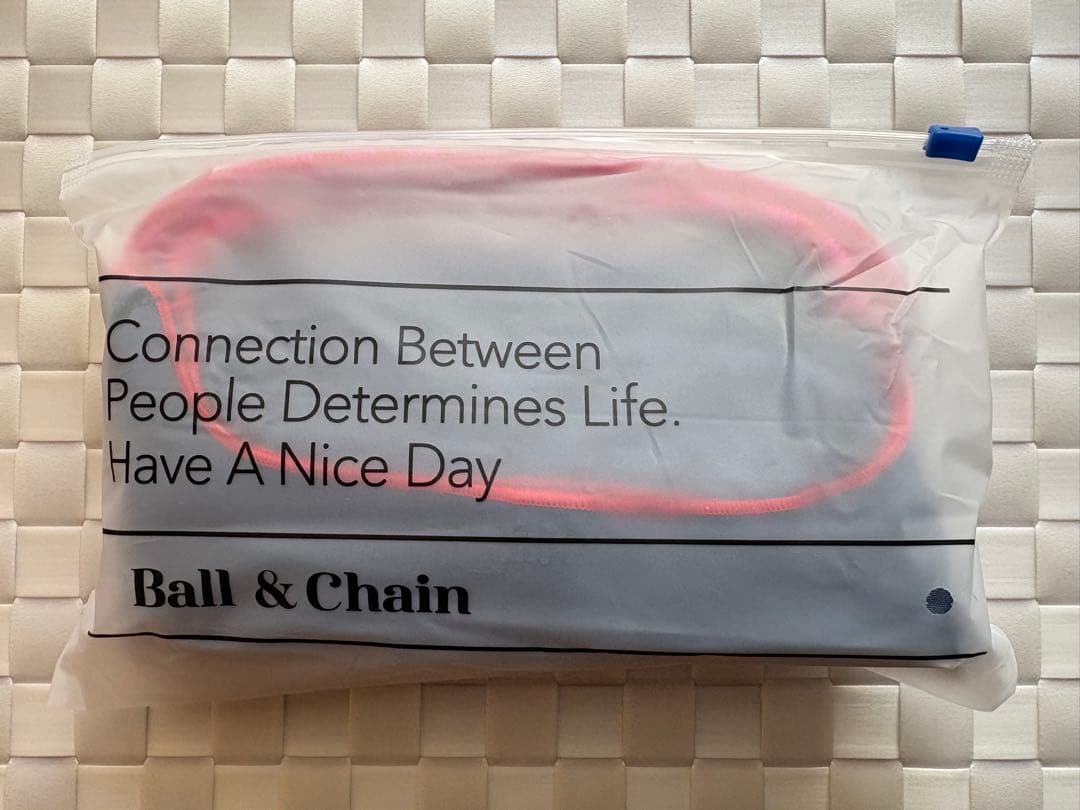 Connection Between
People Determines Life.
Have A Nice Day
Ball & Chain